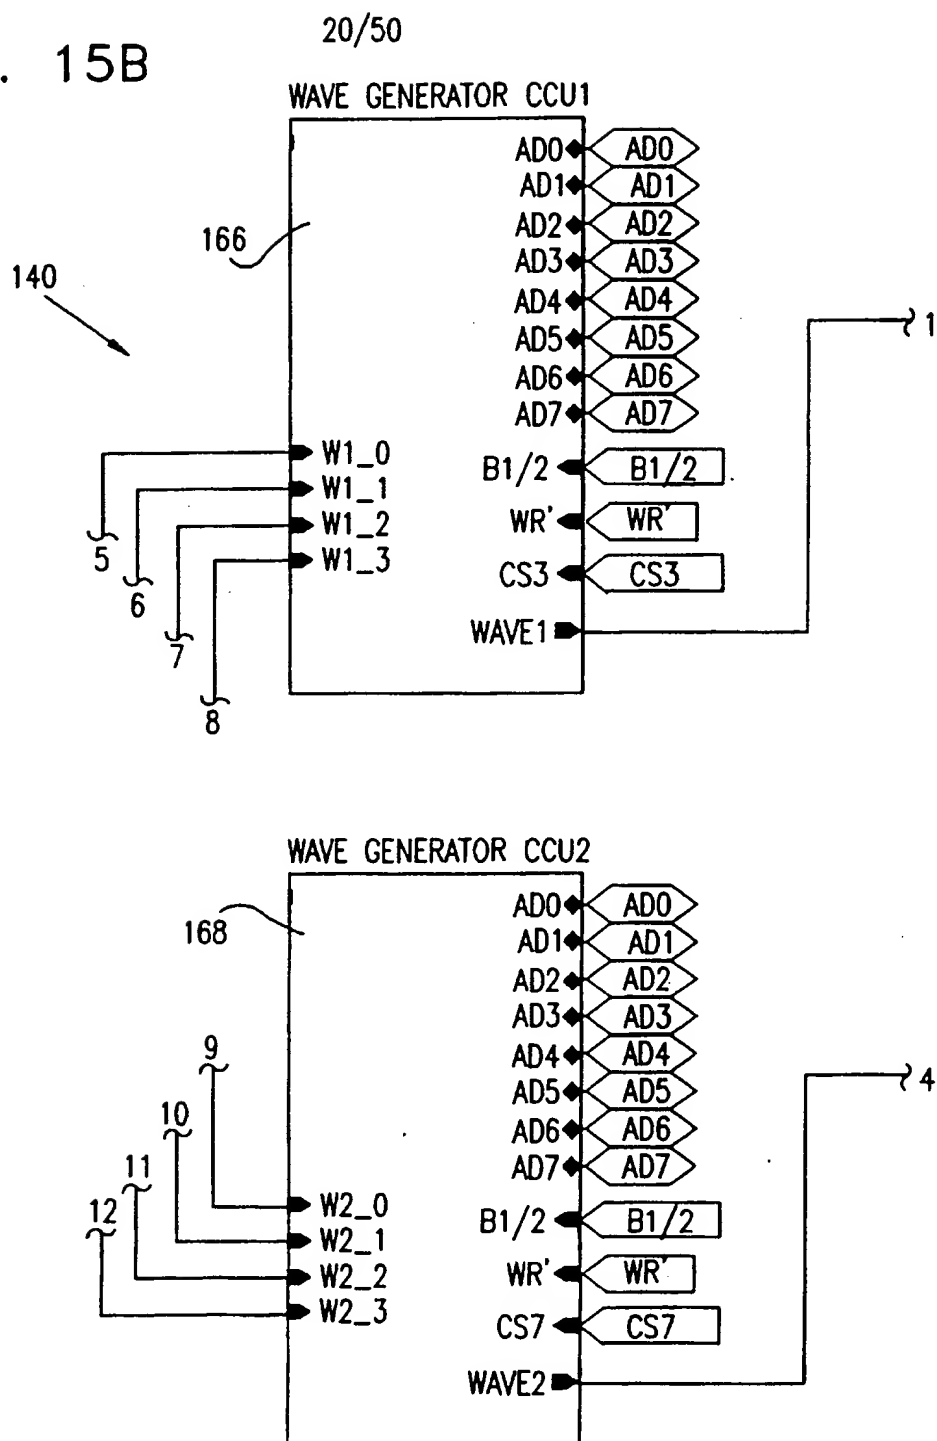 20/50
. 15B
WAVE GENERATOR CCU1
AD0 AD0
AD1 AD1
AD2 AD2
166
AD3 AD3
140
AD4 AD4
1
AD5 AD5
AD6 AD6
AD7 AD7
W1_0
B1/2 B1/2
W1_1
W1_2
WR' WR'
5
W1_3
CS3 CS3
6
WAVE1
7
8
WAVE GENERATOR CCU2
AD0 AD0
168
AD1 AD1
AD2 AD2
AD3 AD3
9
AD4 AD4
4
AD5 AD5
10
AD6 AD6
11
AD7 AD7
12
W2_0
B1/2 B1/2
W2_1
W2_2
WR' WR'
W2_3
CS7 CS7
WAVE2